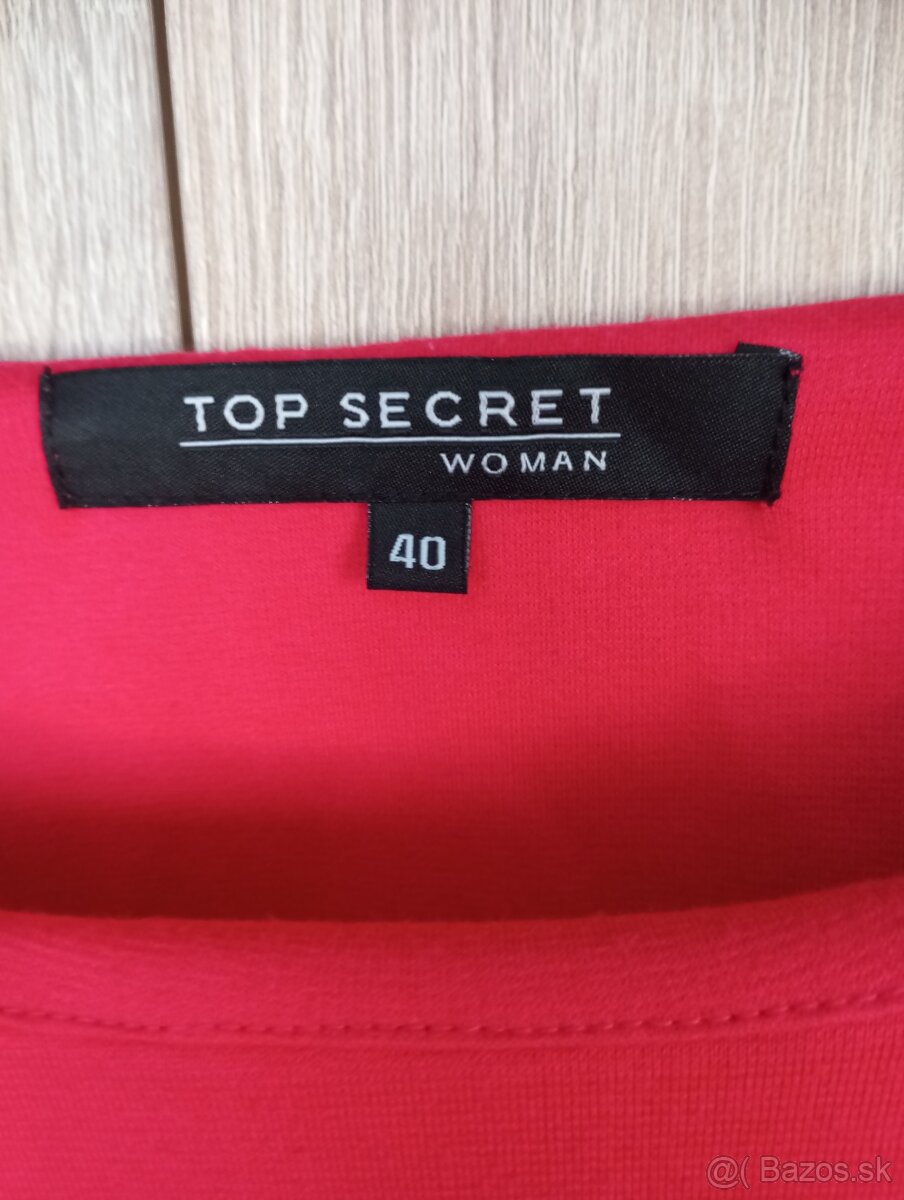 TOP SECRET
WOMAN
40
@( Bazos.sk